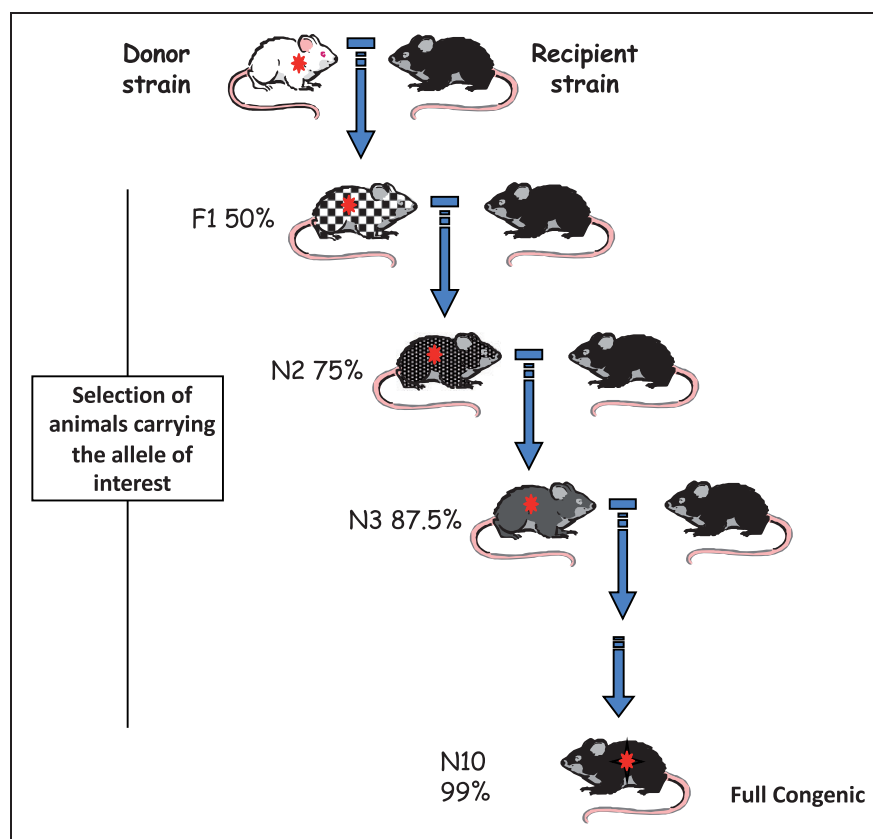 Donor
strain
Recipient
strain
F1 50%
N2 75%
Selection of
animals carrying
the allele of
interest
N3 87.5%
N10
99%
Full Congenic